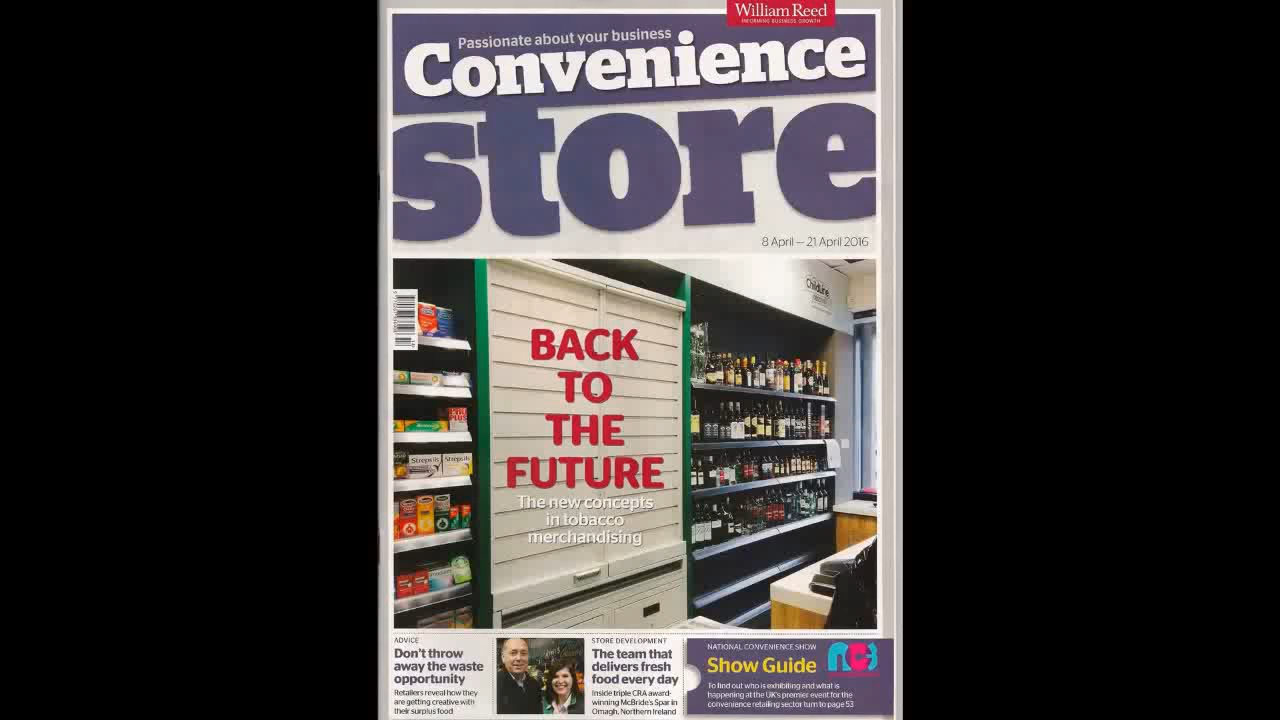 William Reed
INFORMING BUSINESS GROWTH
Passionate about your business
Convenience
store
8 April — 21 April 2016
ChildLine
BACK
TO
THE
FUTURE
The new concepts
in tobacco
merchandising
Strepsils
Strepsils
ADVICE
Don't throw
away the waste
opportunity
Retailers reveal how they
are getting creative with
their surplus food
STORE DEVELOPMENT
The team that
delivers fresh
food every day
Inside triple CRA award-
winning McBride's Spar in
Omagh, Northern Ireland
NATIONAL CONVENIENCE SHOW
Show Guide
ncs
To find out who is exhibiting and what is
happening at the UK's premier event for the
convenience retailing sector turn to page 53